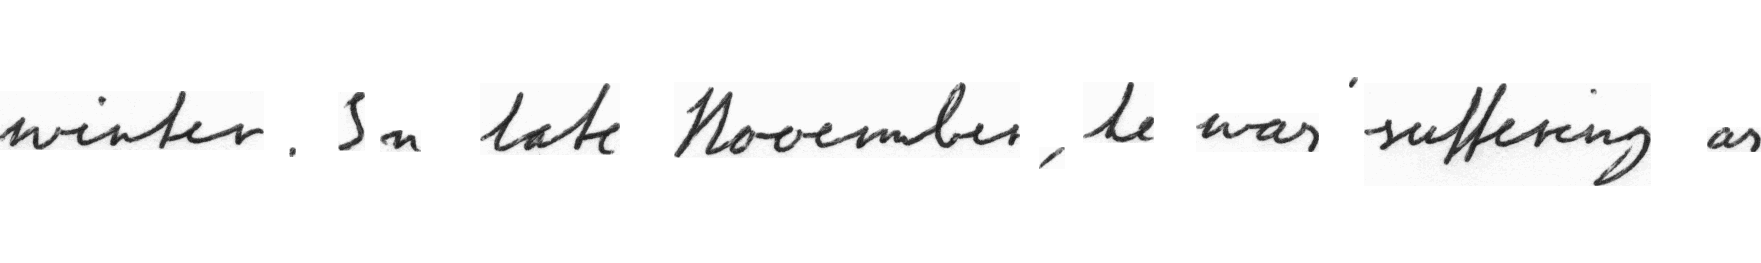 winter. In late November, he was 'suffering as